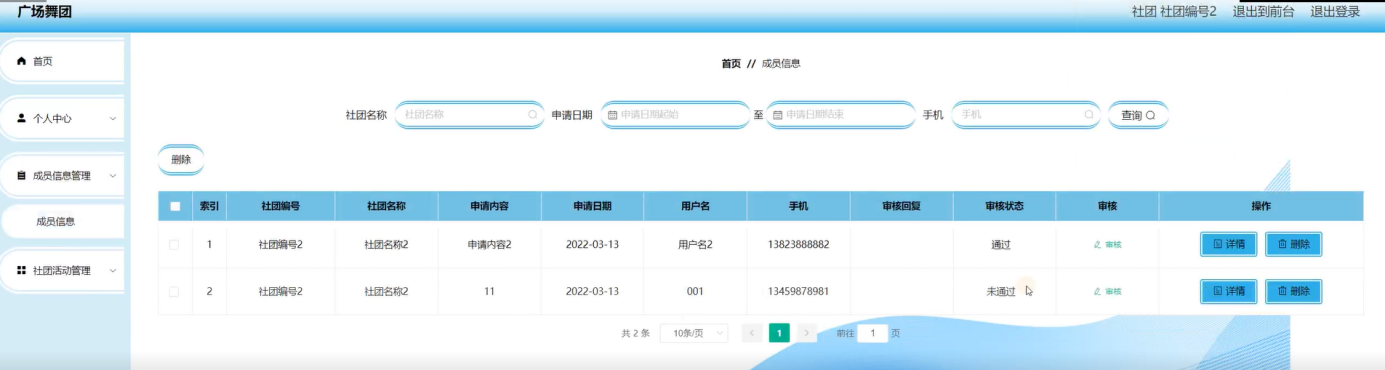 广场舞团
社团 社团编号2 退出到前台 退出登录
首页
个人中心
成员信息管理
成员信息
社团活动管理
首页 // 成员信息
社团名称 社团名称 申请日期 申请日期起始 至 申请日期结束 手机 手机 查询
删除
索引 社团编号 社团名称 申请内容 申请日期 用户名 手机 审核回复 审核状态 审核 操作
1 社团编号2 社团名称2 申请内容2 2022-03-13 用户名2 13823888882 通过 审核 详情 删除
2 社团编号2 社团名称2 11 2022-03-13 001 13459878981 未通过 审核 详情 删除
共 2 条 10条/页 < 1 > 前往 1 页